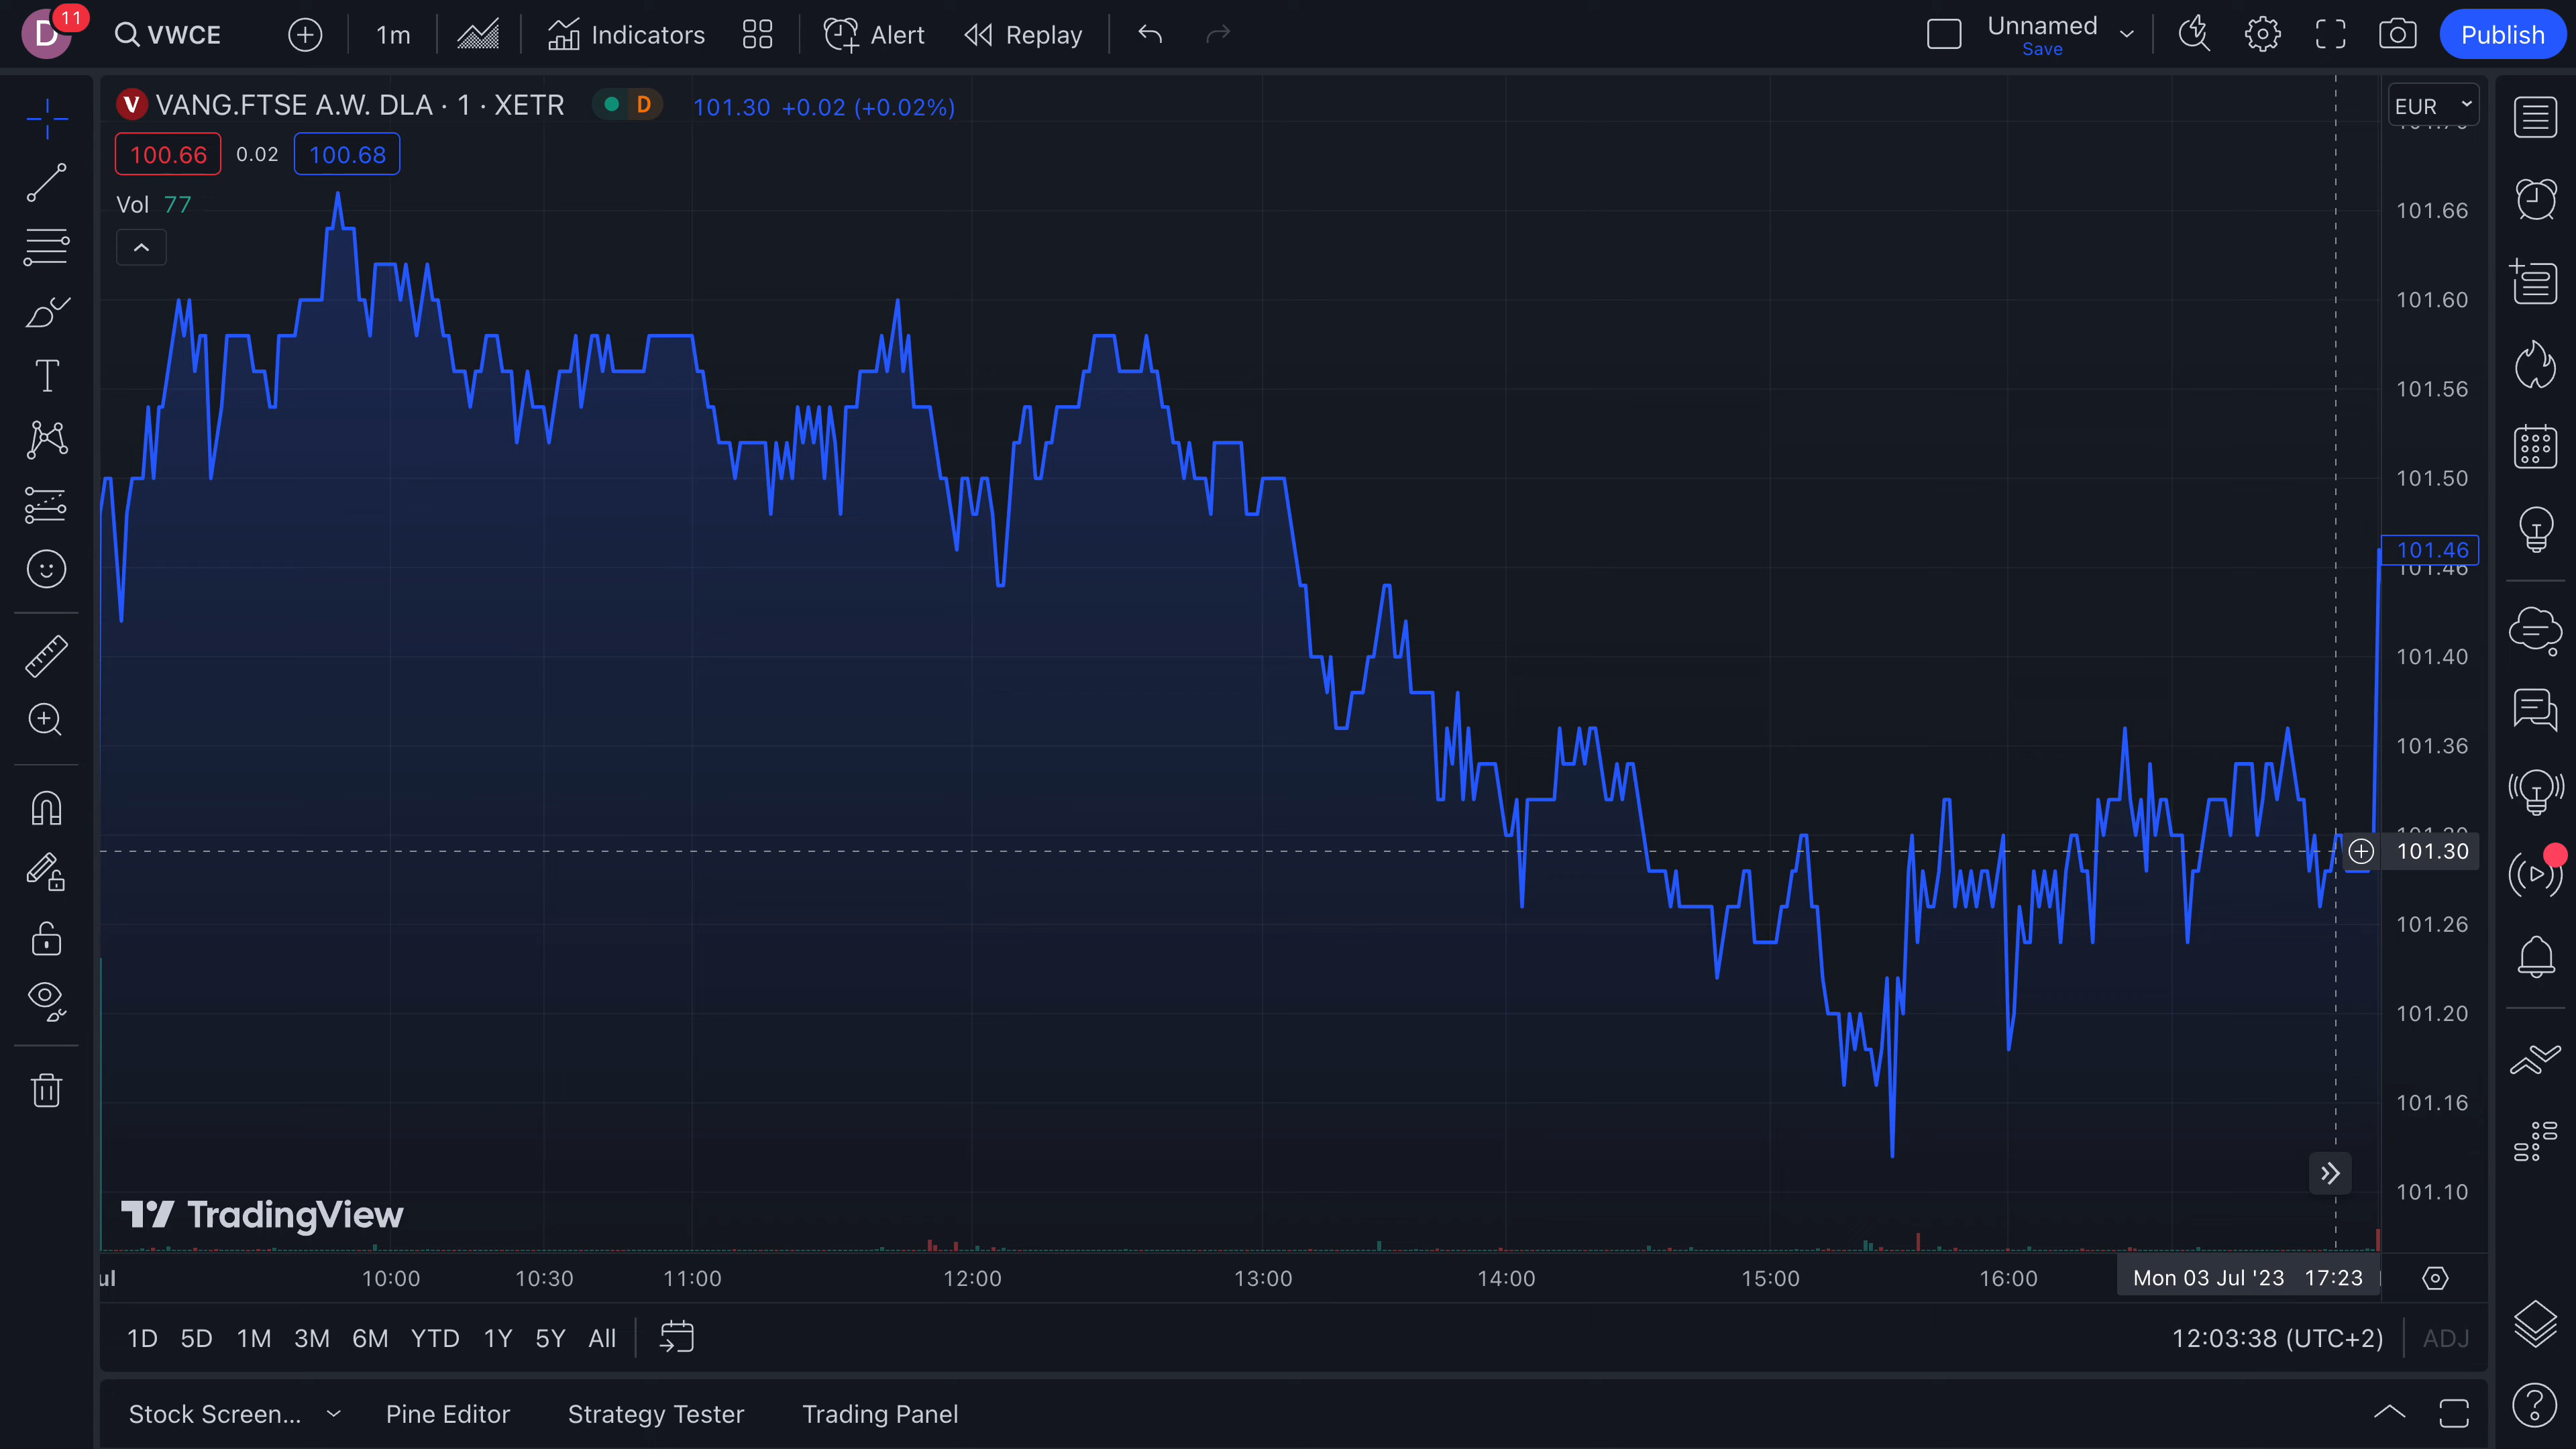 D 11 VWCE 1m Indicators Alert Replay Unnamed Publish
Save
V VANG.FTSE A.W. DLA · 1 · XETR D 101.30 +0.02 (+0.02%) EUR
100.66 0.02 100.68
Vol 77
101.66
101.60
101.56
101.50
101.46
101.46
101.40
101.36
101.30
101.30
101.26
101.20
101.16
101.10
TradingView
ul 10:00 10:30 11:00 12:00 13:00 14:00 15:00 16:00 Mon 03 Jul '23 17:23
1D 5D 1M 3M 6M YTD 1Y 5Y All 12:03:38 (UTC+2) ADJ
Stock Screen... Pine Editor Strategy Tester Trading Panel